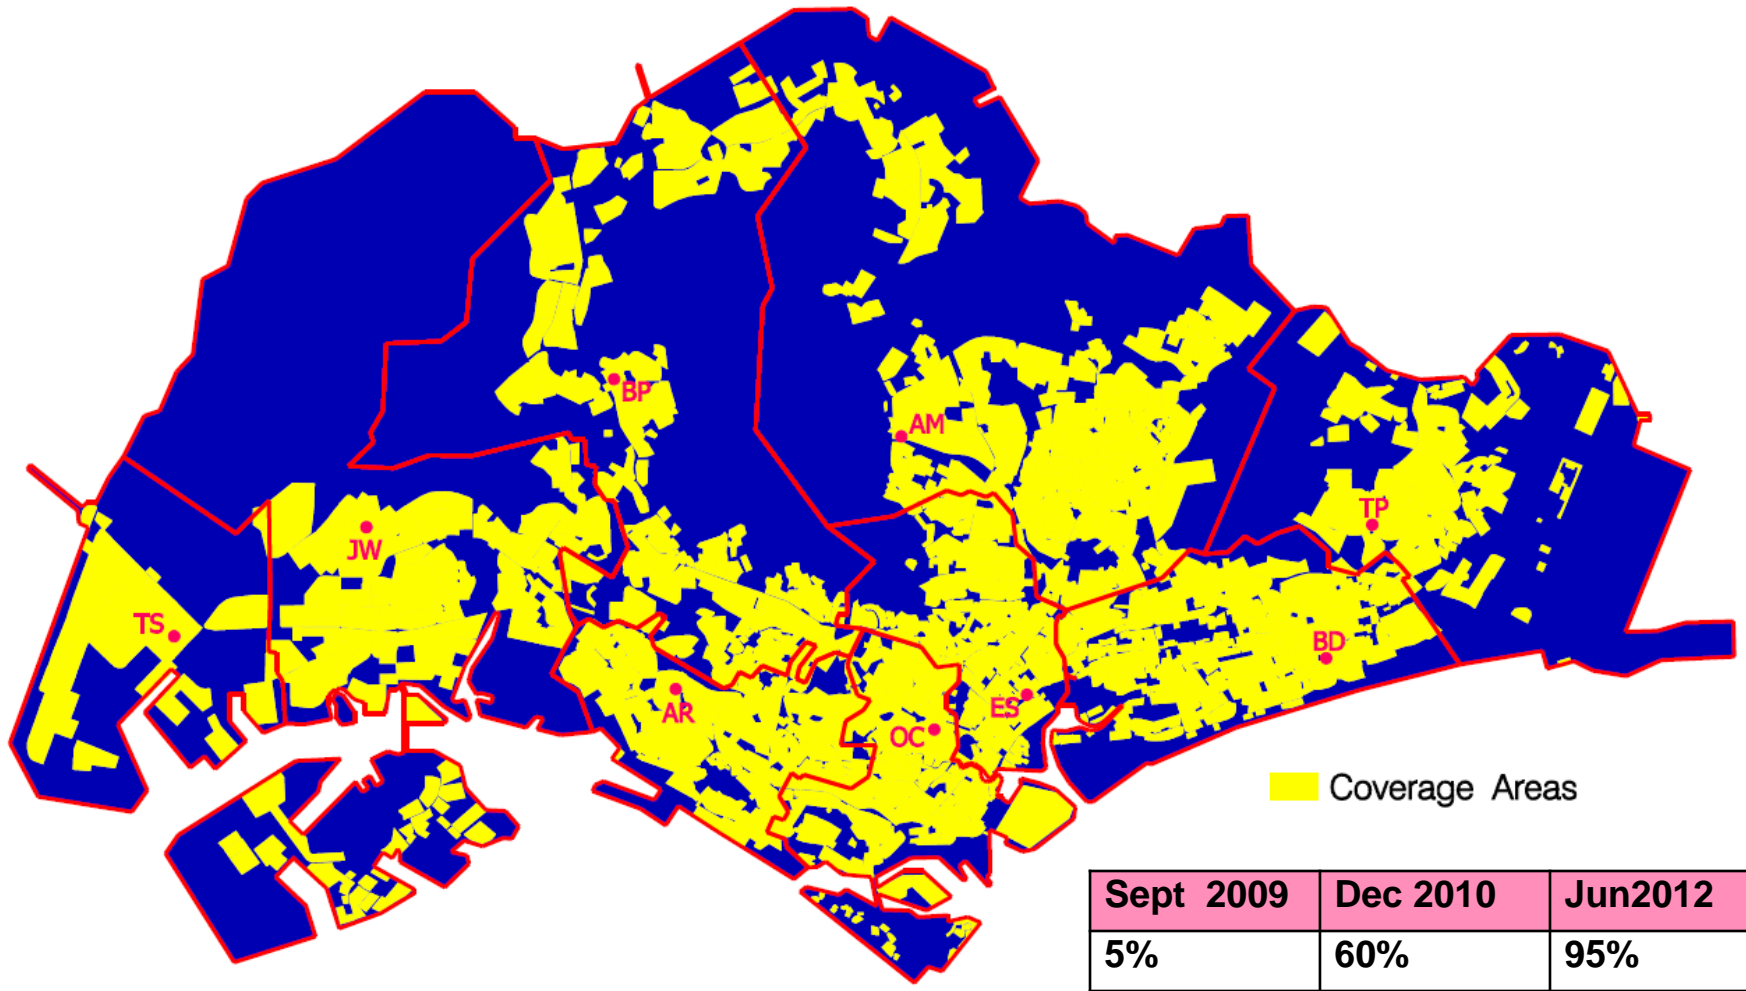 BP
AM
TP
JW
TS
BD
AR
ES
OC
Coverage Areas
Sept 2009 Dec 2010 Jun2012
5% 60% 95%